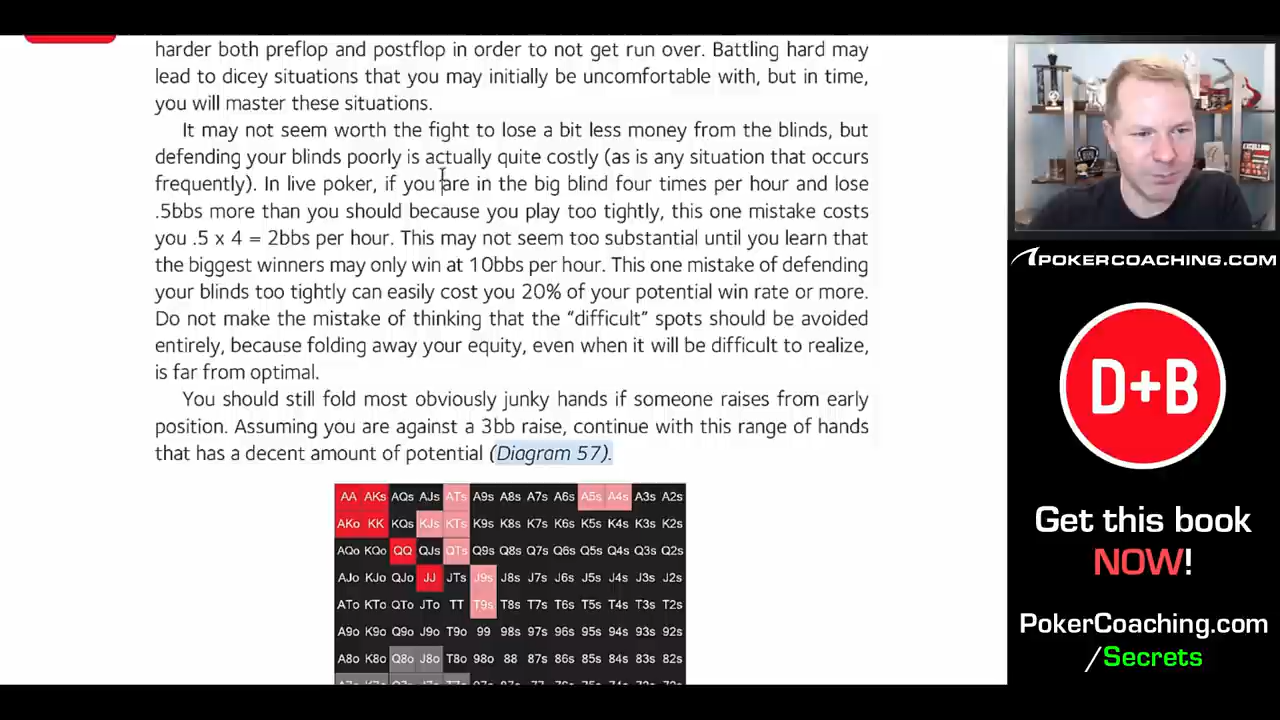 harder both preflop and postflop in order to not get run over. Battling hard may
lead to dicey situations that you may initially be uncomfortable with, but in time,
you will master these situations.
It may not seem worth the fight to lose a bit less money from the blinds, but
defending your blinds poorly is actually quite costly (as is any situation that occurs
frequently). In live poker, if you are in the big blind four times per hour and lose
.5bbs more than you should because you play too tightly, this one mistake costs
you .5 x 4 = 2bbs per hour. This may not seem too substantial until you learn that
the biggest winners may only win at 10bbs per hour. This one mistake of defending
your blinds too tightly can easily cost you 20% of your potential win rate or more.
Do not make the mistake of thinking that the “difficult” spots should be avoided
entirely, because folding away your equity, even when it will be difficult to realize,
is far from optimal.
You should still fold most obviously junky hands if someone raises from early
position. Assuming you are against a 3bb raise, continue with this range of hands
that has a decent amount of potential (Diagram 57).
AA AKs AQs AJs ATs A9s A8s A7s A6s A5s A4s A3s A2s
AKo KK KQs KJs KTs K9s K8s K7s K6s K5s K4s K3s K2s
AQo KQo QQ QJs QTs Q9s Q8s Q7s Q6s Q5s Q4s Q3s Q2s
AJo KJo QJo JJ JTs J9s J8s J7s J6s J5s J4s J3s J2s
ATo KTo QTo JTo TT T9s T8s T7s T6s T5s T4s T3s T2s
A9o K9o Q9o J9o T9o 99 98s 97s 96s 95s 94s 93s 92s
A8o K8o Q8o J8o T8o 98o 88 87s 86s 85s 84s 83s 82s
POKERCOACHING.COM
D+B
Get this book
NOW!
PokerCoaching.com
/Secrets